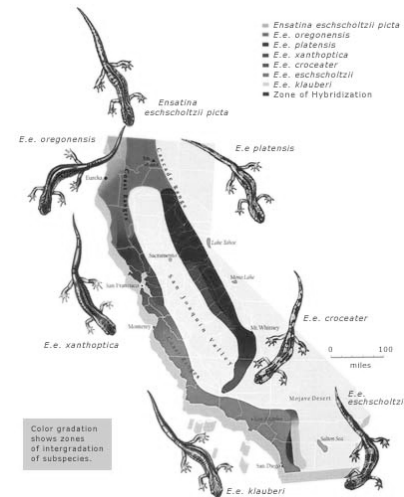 Ensatina eschscholtzii picta
E.e. oregonensis
E.e. platensis
E.e. xanthoptica
E.e. croceater
E.e. eschscholtzii
E.e. klauberi
Zone of Hybridization
Ensatina
eschscholtzii picta
E.e. oregonensis
E.e platensis
Eureka
Lake Tahoe
Sacramento
Mono Lake
San Francisco
San Joaquin Valley
Monterey
Mt. Whitney
E.e. croceater
E.e. xanthoptica
0 100
miles
Mojave Desert
E.e.
eschscholtzi
Color gradation
shows zones
of intergradation
of subspecies.
Salton Sea
San Diego
E.e. klauberi